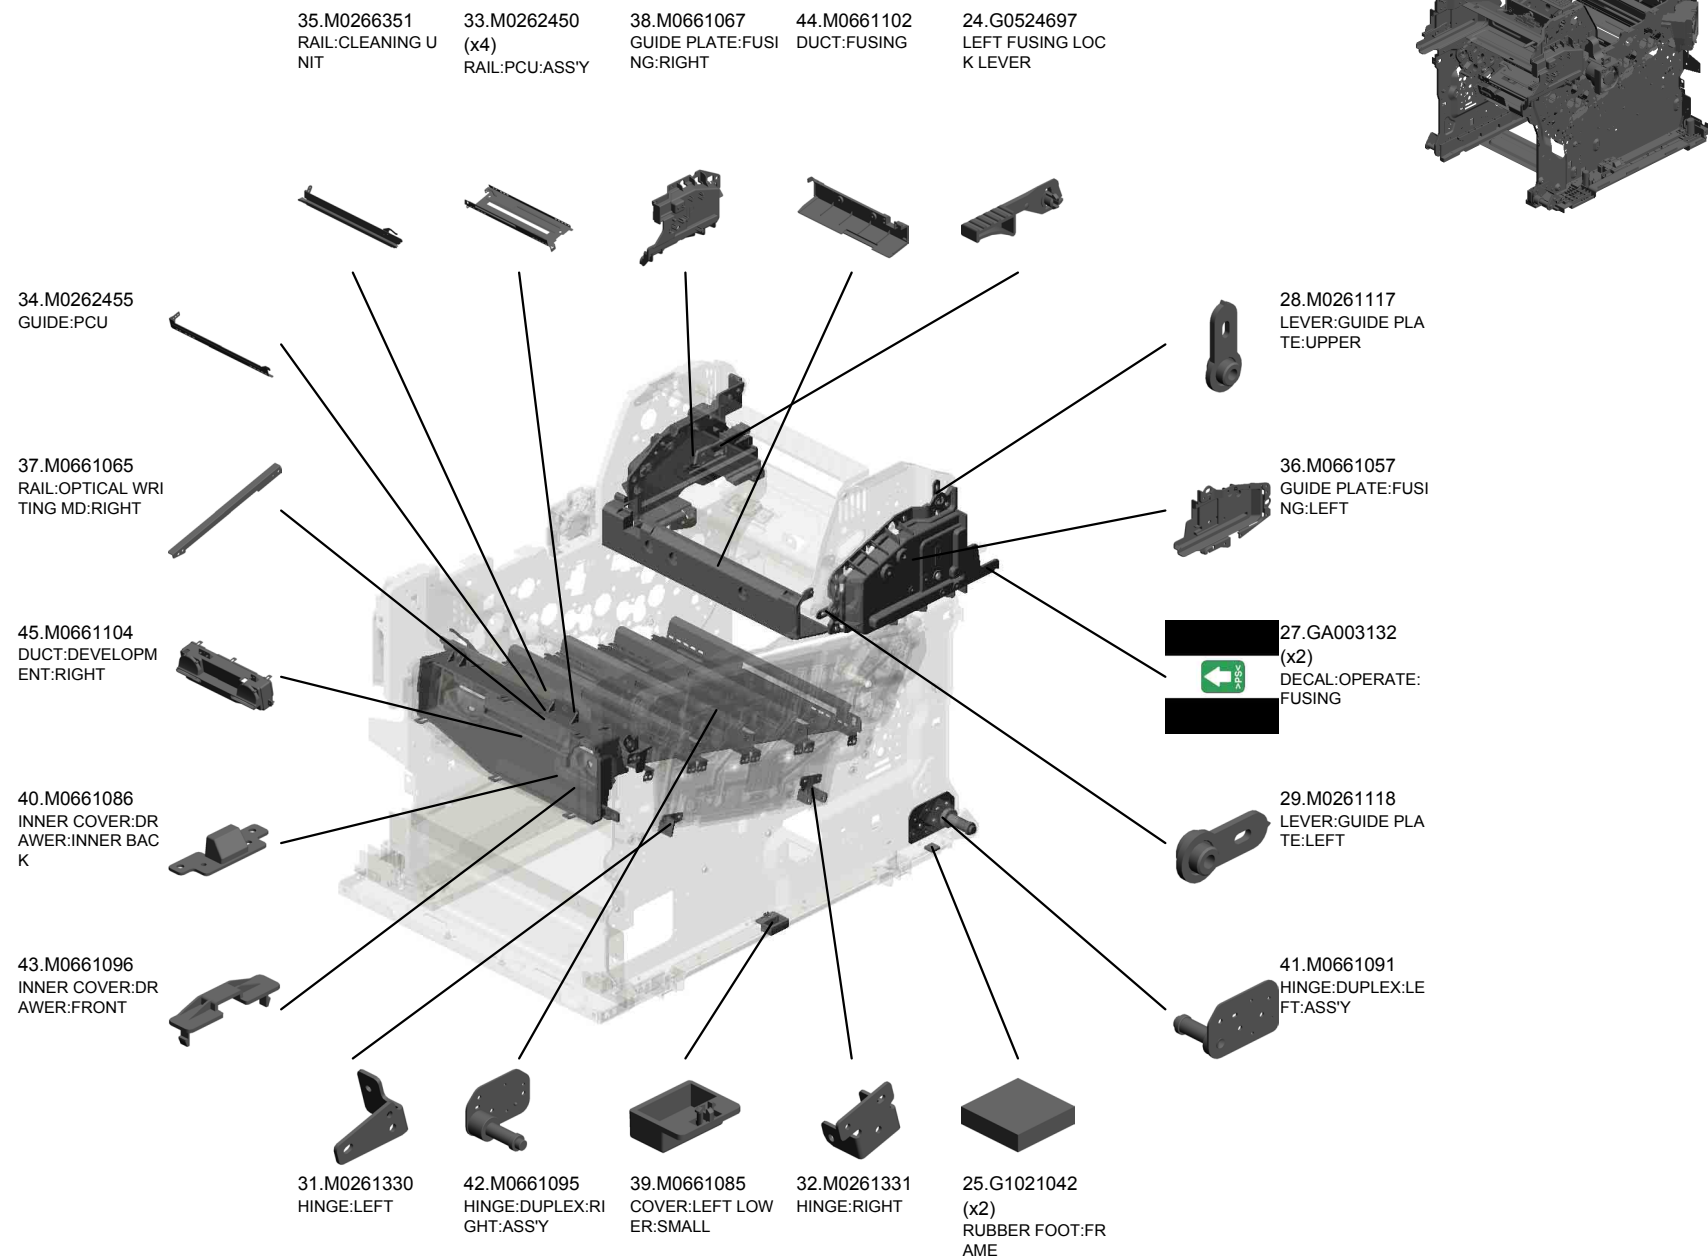 35.M0266351
RAIL:CLEANING U
NIT
33.M0262450
(x4)
RAIL:PCU:ASS'Y
38.M0661067
GUIDE PLATE:FUSI
NG:RIGHT
44.M0661102
DUCT:FUSING
24.G0524697
LEFT FUSING LOC
K LEVER
34.M0262455
GUIDE:PCU
28.M0261117
LEVER:GUIDE PLA
TE:UPPER
37.M0661065
RAIL:OPTICAL WRI
TING MD:RIGHT
36.M0661057
GUIDE PLATE:FUSI
NG:LEFT
45.M0661104
DUCT:DEVELOPM
ENT:RIGHT
>PS<
27.GA003132
(x2)
DECAL:OPERATE:
FUSING
40.M0661086
INNER COVER:DR
AWER:INNER BAC
K
29.M0261118
LEVER:GUIDE PLA
TE:LEFT
43.M0661096
INNER COVER:DR
AWER:FRONT
41.M0661091
HINGE:DUPLEX:LE
FT:ASS'Y
31.M0261330
HINGE:LEFT
42.M0661095
HINGE:DUPLEX:RI
GHT:ASS'Y
39.M0661085
COVER:LEFT LOW
ER:SMALL
32.M0261331
HINGE:RIGHT
25.G1021042
(x2)
RUBBER FOOT:FR
AME